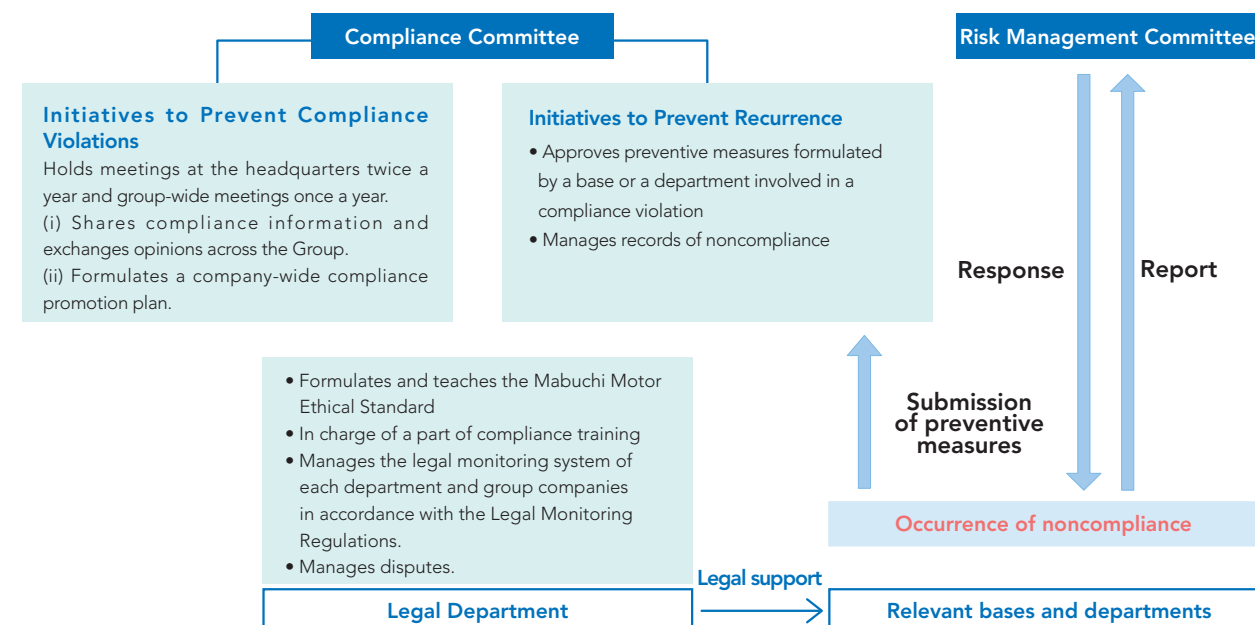 Compliance Committee
Risk Management Committee
Initiatives to Prevent Compliance
Violations
Holds meetings at the headquarters twice a
year and group-wide meetings once a year.
(i) Shares compliance information and
exchanges opinions across the Group.
(ii) Formulates a company-wide compliance
promotion plan.
Initiatives to Prevent Recurrence
• Approves preventive measures formulated
by a base or a department involved in a
compliance violation
• Manages records of noncompliance
Response
Report
• Formulates and teaches the Mabuchi Motor
Ethical Standard
• In charge of a part of compliance training
• Manages the legal monitoring system of
each department and group companies
in accordance with the Legal Monitoring
Regulations.
• Manages disputes.
Submission
of preventive
measures
Occurrence of noncompliance
Legal Department
Legal support
Relevant bases and departments